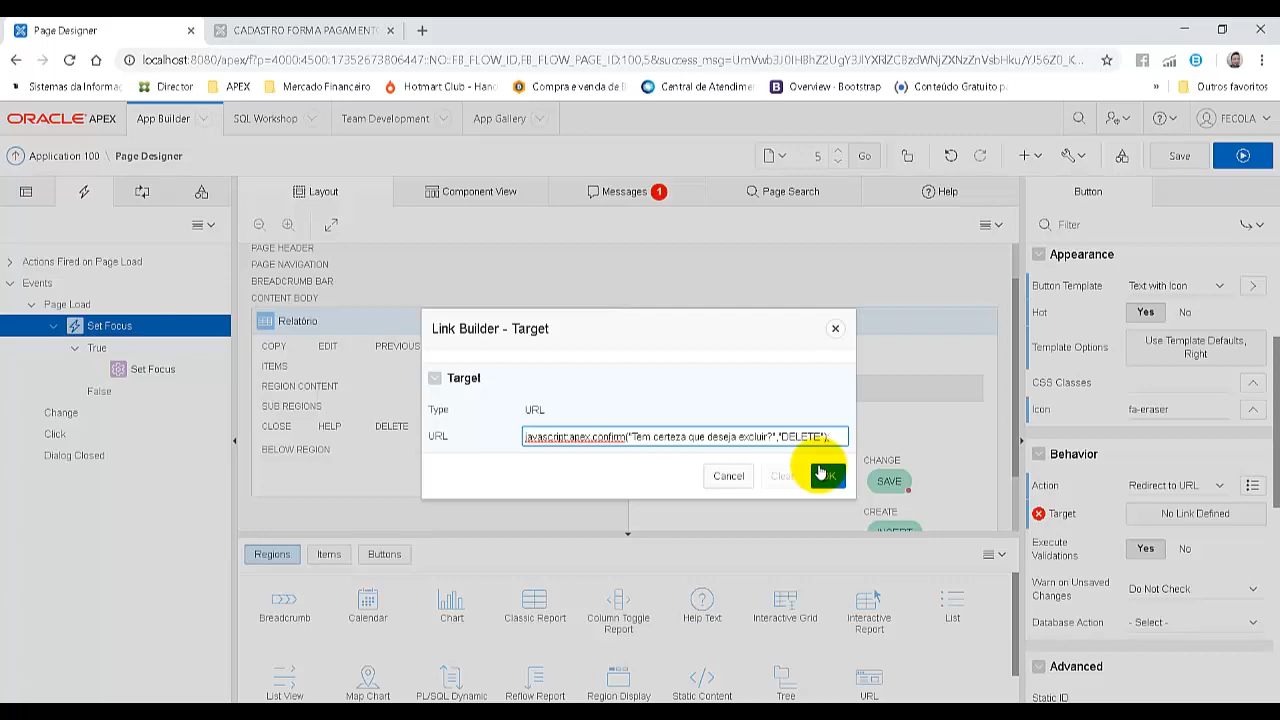 Page Designer
CADASTRO FORMA PAGAMENTO
localhost:8080/apex/f?p=4000:4500:17352673806447::NO:FB_FLOW_ID,FB_FLOW_PAGE_ID:100,5&success_msg=
Sistemas da Informaç
Director
APEX
Mercado Financeiro
Hotmart Club - Hand
Compra e venda de B
Central de Atendime
Overview · Bootstrap
Conteúdo Gratuito p
»
Outros favoritos
ORACLE APEX
App Builder
SQL Workshop
Team Development
App Gallery
FECOLA
Application 100
Page Designer
5
Go
Save
Layout
Component View
Messages 1
Page Search
Help
Button
Filter
Actions Fired on Page Load
Events
Page Load
Set Focus
True
Set Focus
False
Change
Click
Dialog Closed
PAGE HEADER
PAGE NAVIGATION
BREADCRUMB BAR
CONTENT BODY
Relatório
COPY EDIT PREVIOUS
ITEMS
REGION CONTENT
SUB REGIONS
CLOSE HELP DELETE
BELOW REGION
CHANGE
SAVE
CREATE
INSERT
Link Builder - Target
Target
Type URL
URL javascript:apex.confirm("Tem certeza que deseja excluir?","DELETE");
Cancel
Clear
OK
Regions
Items
Buttons
Breadcrumb
Calendar
Chart
Classic Report
Column Toggle
Report
Help Text
Interactive Grid
Interactive
Report
List
List View
Map Chart
PL/SQL Dynamic
Reflow Report
Region Display
Static Content
Tree
URL
Appearance
Button Template Text with Icon
Hot Yes No
Template Options Use Template Defaults,
Right
CSS Classes
Icon fa-eraser
Behavior
Action Redirect to URL
Target No Link Defined
Execute
Validations Yes No
Warn on Unsaved
Changes Do Not Check
Database Action - Select -
Advanced
Static ID